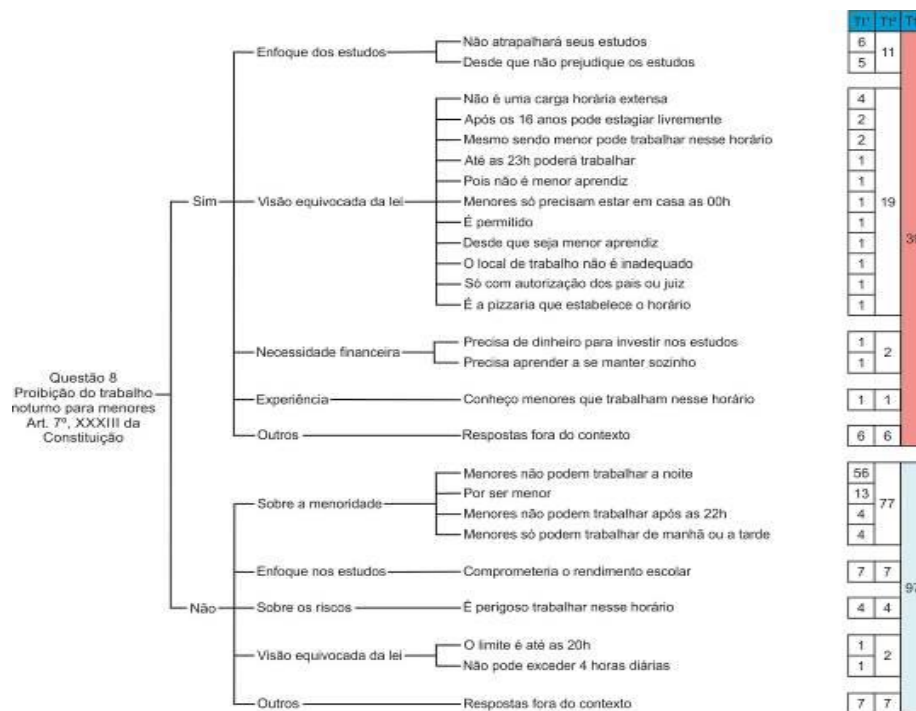 T1¹ T1² T1
Enfoque dos estudos
Não atrapalhará seus estudos 6
Desde que não prejudique os estudos 5
11
Sim
Visão equivocada da lei
Não é uma carga horária extensa 4
Após os 16 anos pode estagiar livremente 2
Mesmo sendo menor pode trabalhar nesse horário 2
Até as 23h poderá trabalhar 1
Pois não é menor aprendiz 1
Menores só precisam estar em casa as 00h 1
É permitido 1
Desde que seja menor aprendiz 1
O local de trabalho não é inadequado 1
Só com autorização dos pais ou juiz 1
É a pizzaria que estabelece o horário 1
19
Necessidade financeira
Precisa de dinheiro para investir nos estudos 1
Precisa aprender a se manter sozinho 1
2
Experiência
Conheço menores que trabalham nesse horário 1 1
Outros
Respostas fora do contexto 6 6
Questão 8
Proibição do trabalho
noturno para menores
Art. 7º, XXXIII da
Constituição
Não
Sobre a menoridade
Menores não podem trabalhar a noite 56
Por ser menor 13
Menores não podem trabalhar após as 22h 4
Menores só podem trabalhar de manhã ou a tarde 4
77
Enfoque nos estudos
Comprometeria o rendimento escolar 7 7
97
Sobre os riscos
É perigoso trabalhar nesse horário 4 4
Visão equivocada da lei
O limite é até as 20h 1
Não pode exceder 4 horas diárias 1
2
Outros
Respostas fora do contexto 7 7